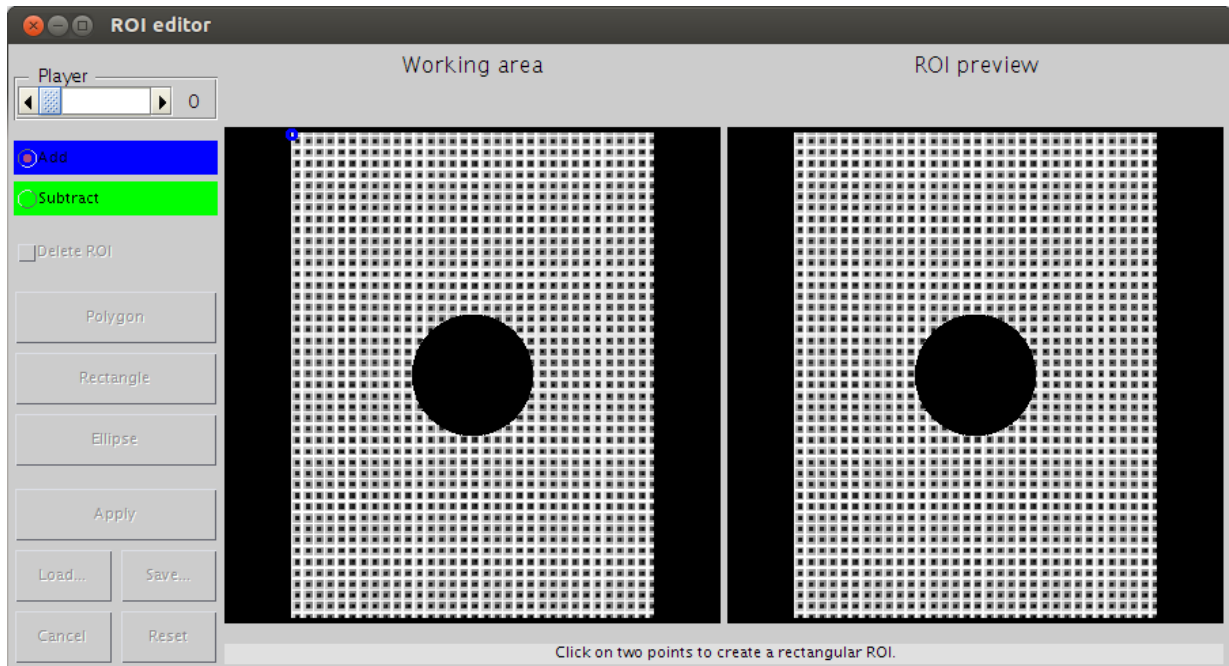 ROI editor
Player
0
Add
Subtract
Delete ROI
Polygon
Rectangle
Ellipse
Apply
Load... Save...
Cancel Reset
Working area
ROI preview
Click on two points to create a rectangular ROI.